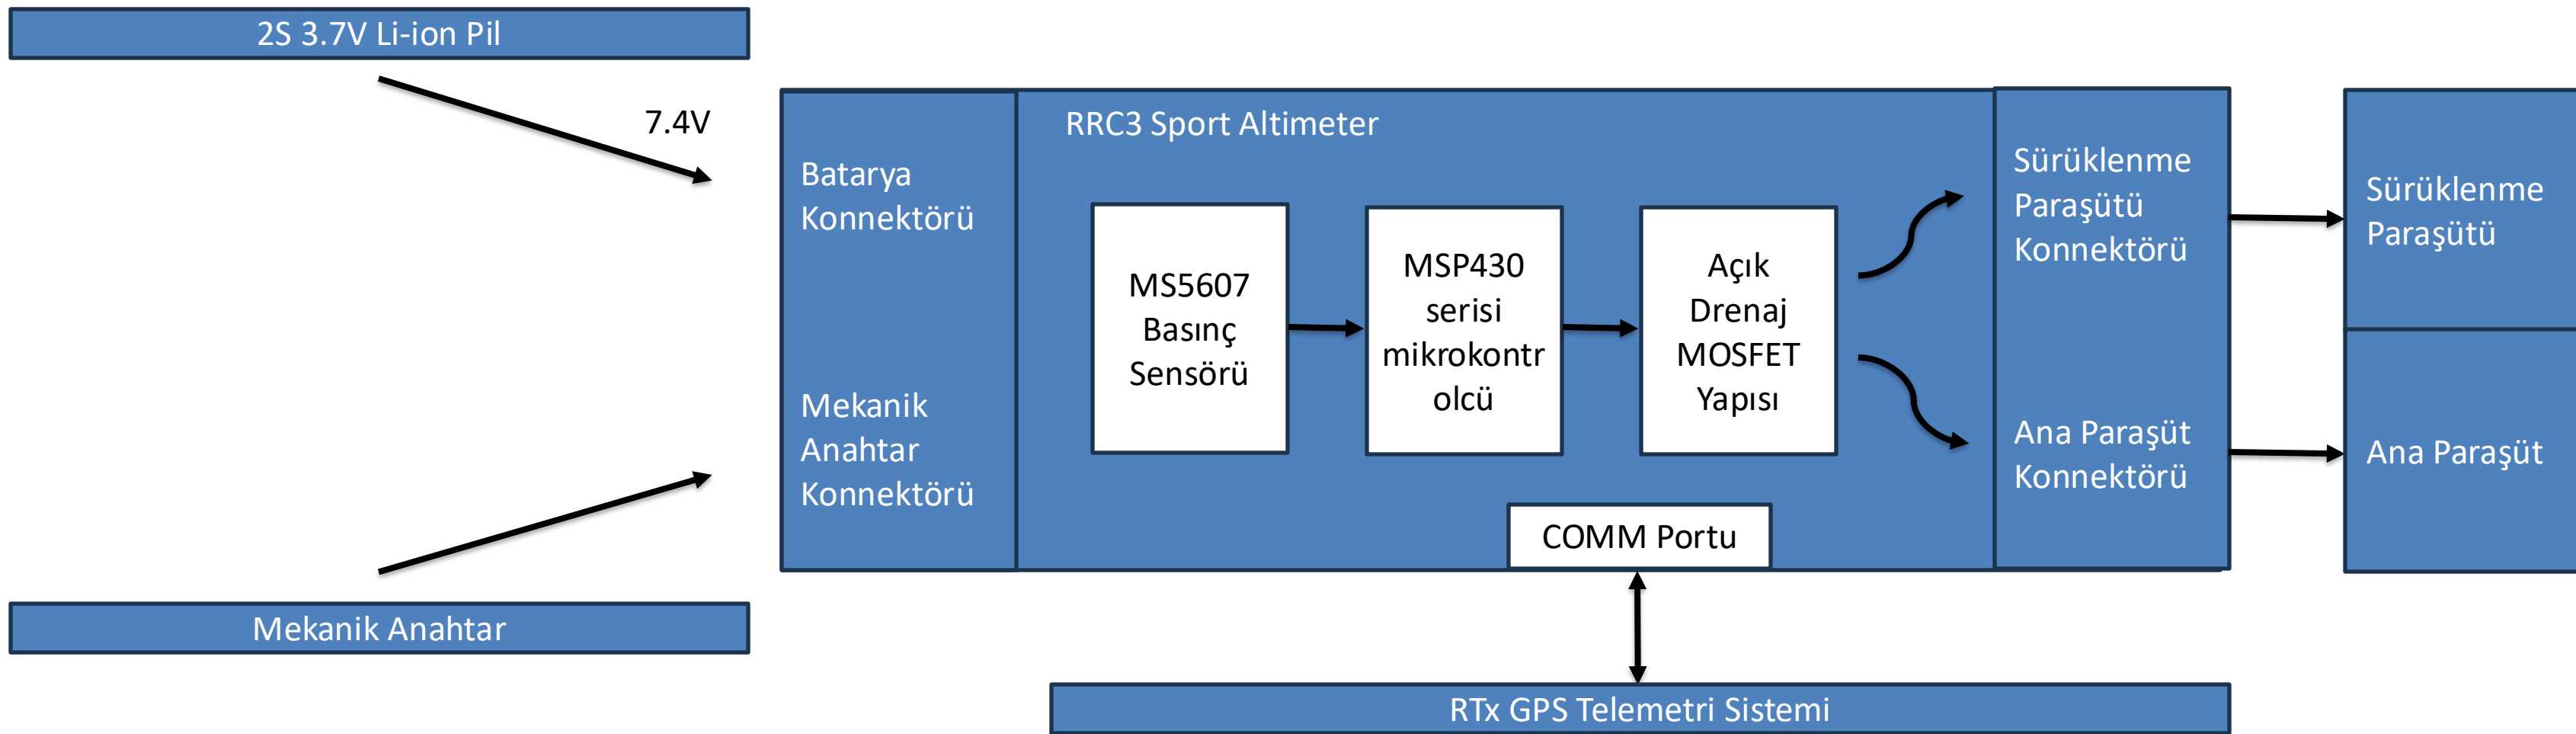 2S 3.7V Li-ion Pil
7.4V
Batarya
Konnektörü
Mekanik
Anahtar
Konnektörü
RRC3 Sport Altimeter
MS5607
Basınç
Sensörü
MSP430
serisi
mikrokontr
olcü
Açık
Drenaj
MOSFET
Yapısı
COMM Portu
Sürüklenme
Paraşütü
Konnektörü
Ana Paraşüt
Konnektörü
Sürüklenme
Paraşütü
Ana Paraşüt
Mekanik Anahtar
RTx GPS Telemetri Sistemi